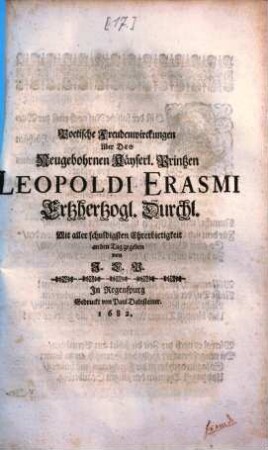 [17]
Poetische Freudenwirckungen
über Den
Neugebohrnen Käyserl. Printzen
LEOPOLDI ERASMI
Ertzhertzogl. Durchl.
Mit aller schuldigsten Ehrerbietigkeit
an den Tag gegeben
von
In Regenspurg
Gedruckt von Paul Dalnsteiner.
1682.